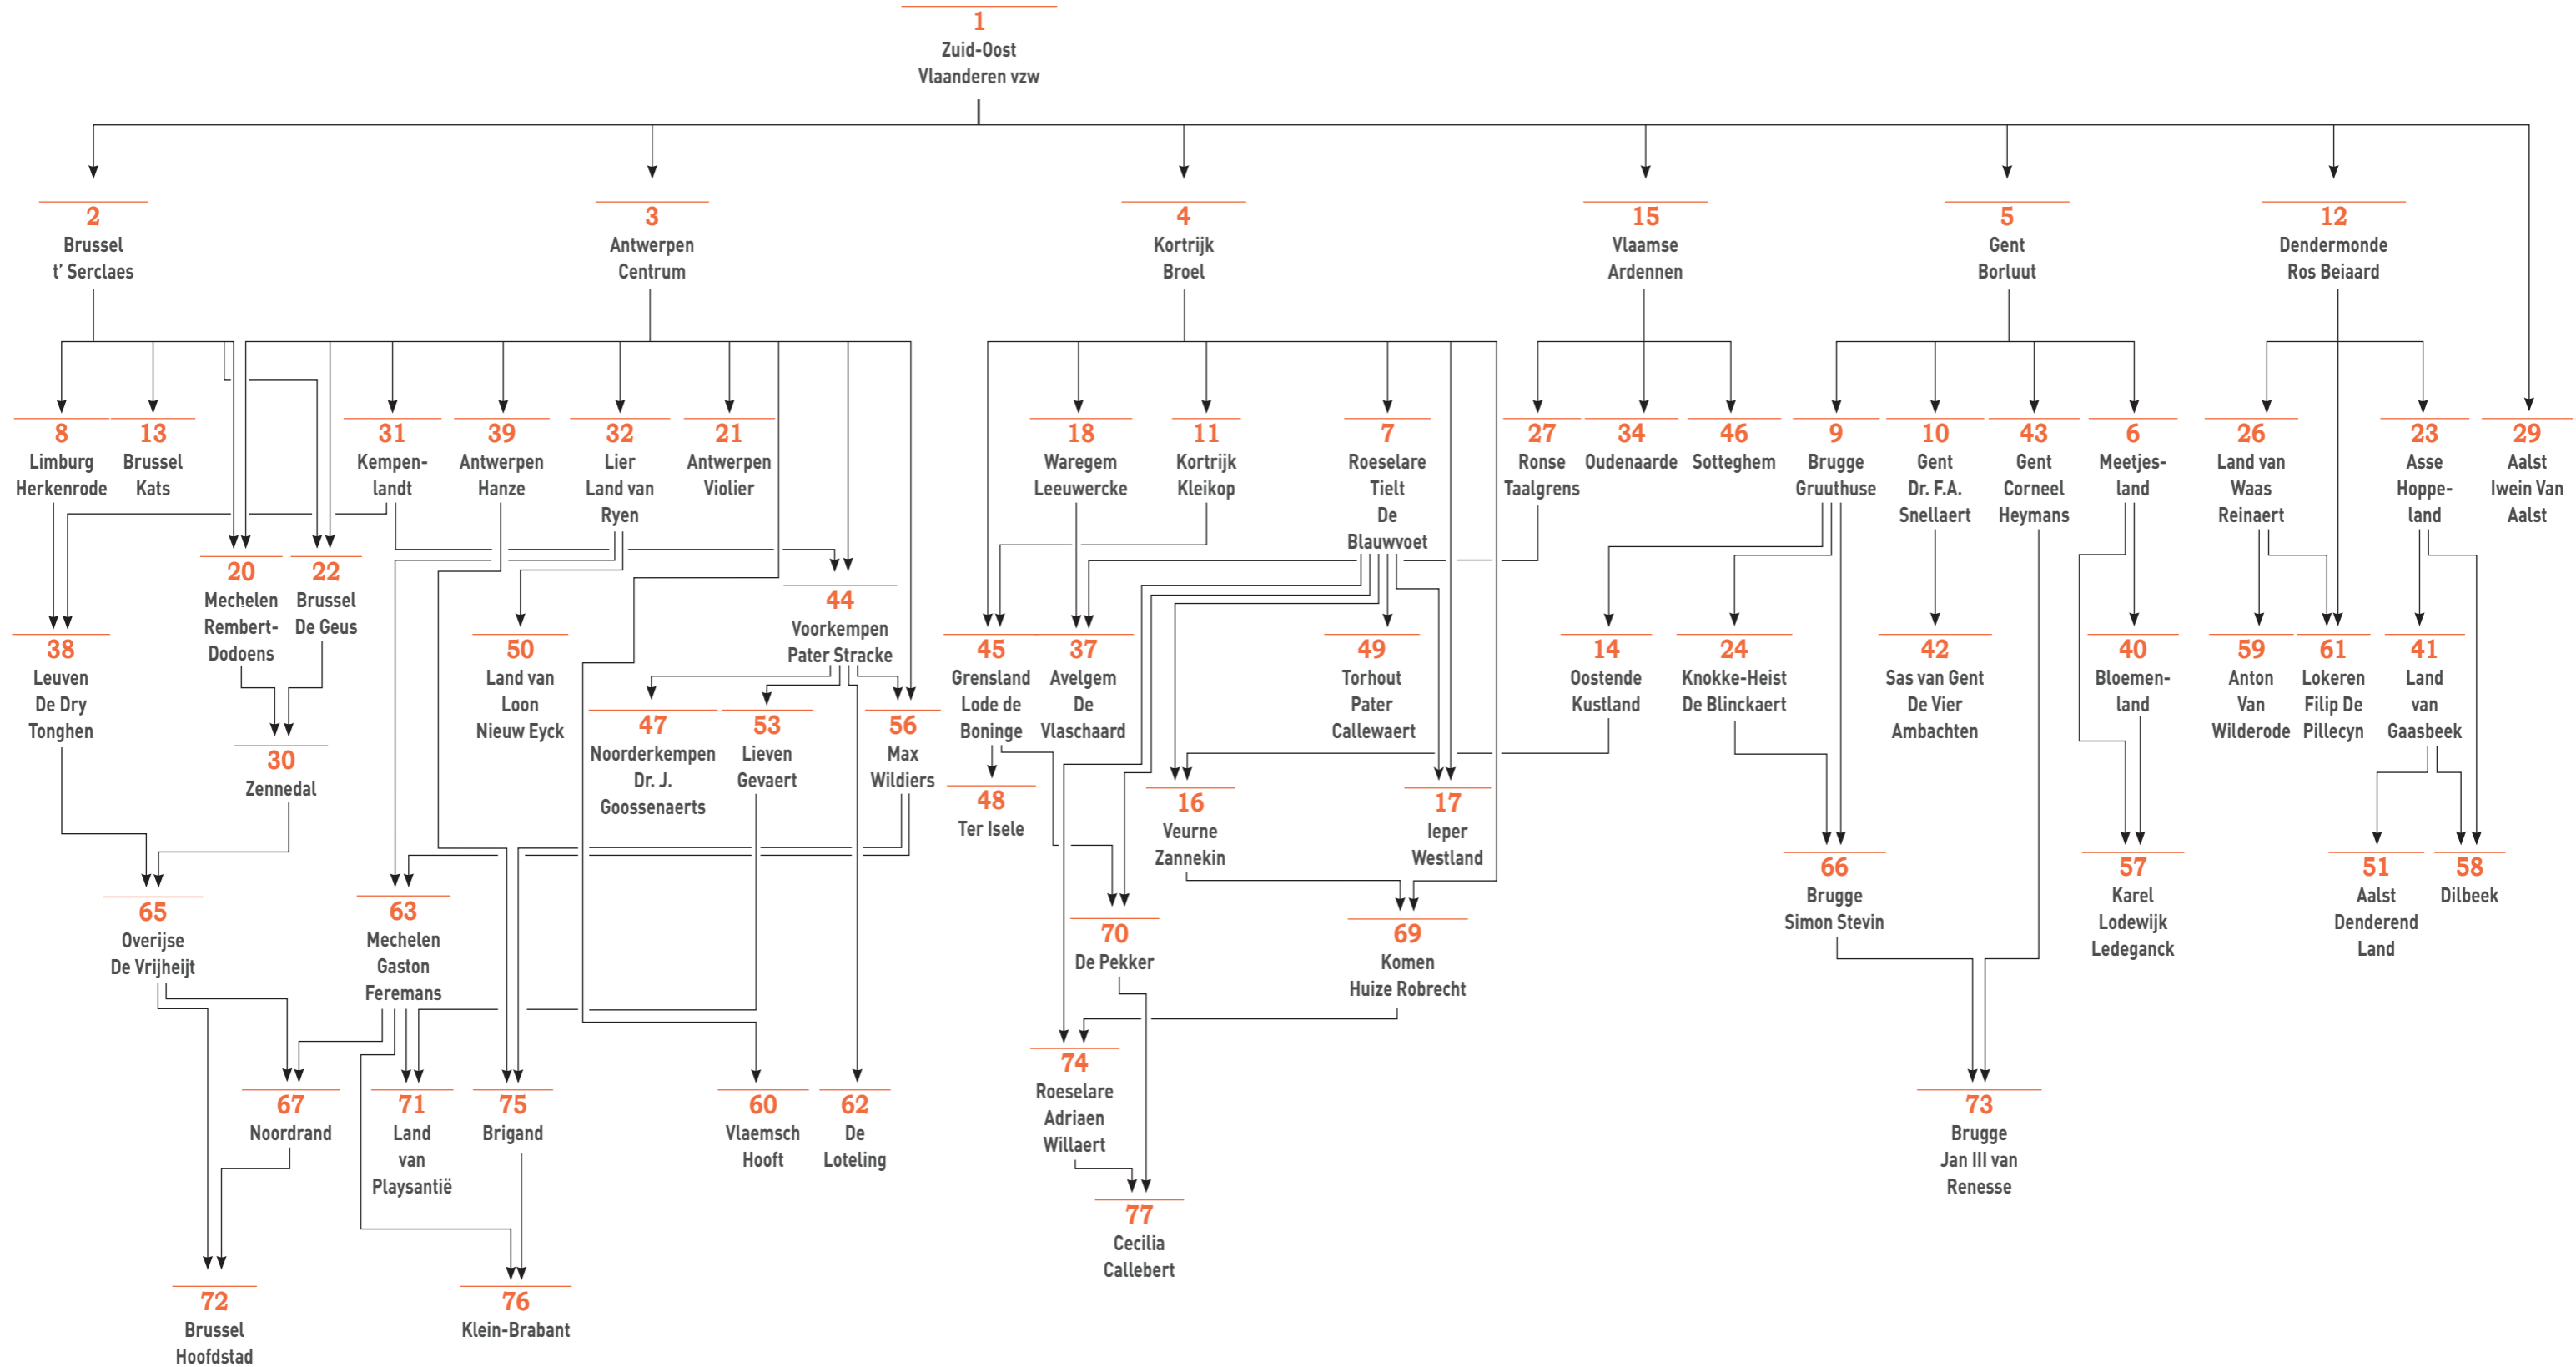 1
Zuid-Oost
Vlaanderen vzw
2
Brussel
t' Serclaes
3
Antwerpen
Centrum
4
Kortrijk
Broel
15
Vlaamse
Ardennen
5
Gent
Borluut
12
Dendermonde
Ros Beiaard
8
Limburg
Herkenrode
13
Brussel
Kats
31
Kempen-
landt
39
Antwerpen
Hanze
32
Lier
Land van
Ryen
21
Antwerpen
Violier
18
Waregem
Leeuwercke
11
Kortrijk
Kleikop
7
Roeselare
Tielt
De
Blauwvoet
27
Ronse
Taalgrens
34
Oudenaarde
46
Sotteghem
9
Brugge
Gruuthuse
10
Gent
Dr. F.A.
Snellaert
43
Gent
Corneel
Heymans
6
Meetjes-
land
26
Land van
Waas
Reinaert
23
Asse
Hoppe-
land
29
Aalst
Iwein Van
Aalst
20
Mechelen
Rembert-
Dodoens
22
Brussel
De Geus
44
Voorkempen
Pater Stracke
38
Leuven
De Dry
Tonghen
50
Land van
Loon
Nieuw Eyck
45
Grensland
Lode de
Boninge
37
Avelgem
De
Vlaschaard
49
Torhout
Pater
Callewaert
14
Oostende
Kustland
24
Knokke-Heist
De Blinckaert
42
Sas van Gent
De Vier
Ambachten
40
Bloemen-
land
59
Anton
Van
Wilderode
61
Lokeren
Filip De
Pillecyn
41
Land
van
Gaasbeek
47
Noorderkempen
Dr. J.
Goossenaerts
53
Lieven
Gevaert
56
Max
Wildiers
30
Zennedal
48
Ter Isele
16
Veurne
Zannekin
17
Ieper
Westland
66
Brugge
Simon Stevin
57
Karel
Lodewijk
Ledeganck
51
Aalst
Denderend
Land
58
Dilbeek
65
Overijse
De Vrijheijt
63
Mechelen
Gaston
Feremans
70
De Pekker
69
Komen
Huize Robrecht
74
Roeselare
Adriaen
Willaert
67
Noordrand
71
Land
van
Playsantië
75
Brigand
60
Vlaemsch
Hooft
62
De
Loteling
73
Brugge
Jan III van
Renesse
77
Cecilia
Callebert
72
Brussel
Hoofdstad
76
Klein-Brabant